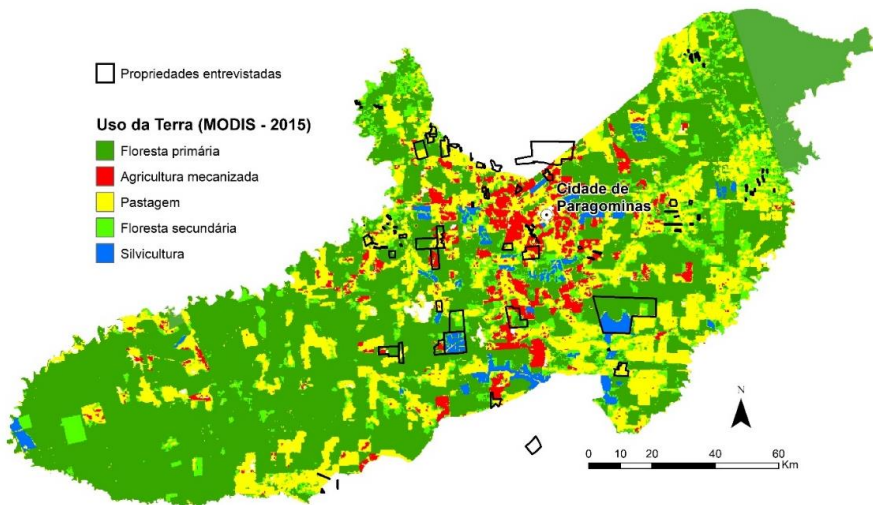 Propriedades entrevistadas
Uso da Terra (MODIS - 2015)
Floresta primária
Agricultura mecanizada
Pastagem
Floresta secundária
Silvicultura
Cidade de
Paragominas
N
0 10 20 40 60
Km